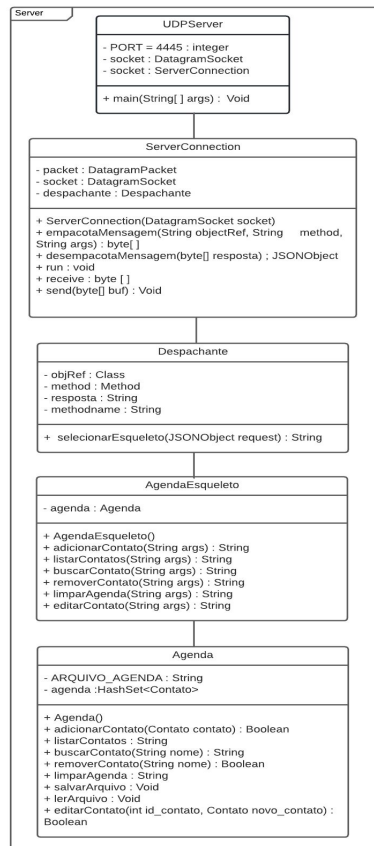 Server
UDPServer
- PORT = 4445 : integer
- socket : DatagramSocket
- socket : ServerConnection
+ main(String[ ] args) : Void
ServerConnection
- packet : DatagramPacket
- socket : DatagramSocket
- despachante : Despachante
+ ServerConnection(DatagramSocket socket)
+ empacotaMensagem(String objectRef, String method,
String args) : byte[ ]
+ desempacotaMensagem(byte[] resposta) ; JSONObject
+ run : void
+ receive : byte [ ]
+ send(byte[] buf) : Void
Despachante
- objRef : Class
- method : Method
- resposta : String
- methodname : String
+ selecionarEsqueleto(JSONObject request) : String
AgendaEsqueleto
- agenda : Agenda
+ AgendaEsqueleto()
+ adicionarContato(String args) : String
+ listarContatos(String args) : String
+ buscarContato(String args) : String
+ removerContato(String args) : String
+ limparAgenda(String args) : String
+ editarContato(String args) : String
Agenda
- ARQUIVO_AGENDA : String
- agenda :HashSet<Contato>
+ Agenda()
+ adicionarContato(Contato contato) : Boolean
+ listarContatos : String
+ buscarContato(String nome) : String
+ removerContato(String nome) : Boolean
+ limparAgenda : String
+ salvarArquivo : Void
+ lerArquivo : Void
+ editarContato(int id_contato, Contato novo_contato) :
Boolean